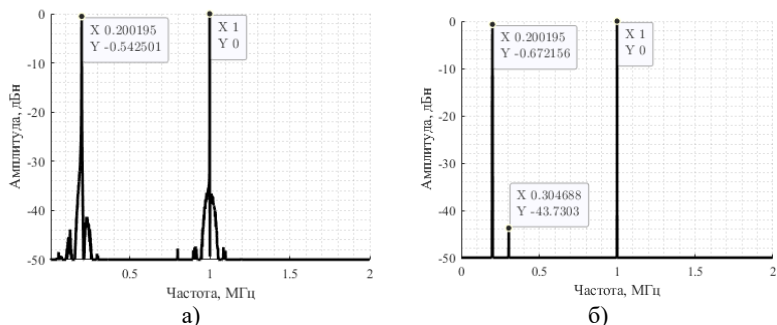 0
X 0.200195
Y -0.542501
X 1
Y 0
-10
-20
-30
-40
-50
Амплитуда, дБн
0.5
1
1.5
2
Частота, МГц
а)
0
X 0.200195
Y -0.672156
X 1
Y 0
-10
-20
-30
X 0.304688
Y -43.7303
-40
-50
Амплитуда, дБн
0
0.5
1
1.5
2
Частота, МГц
б)